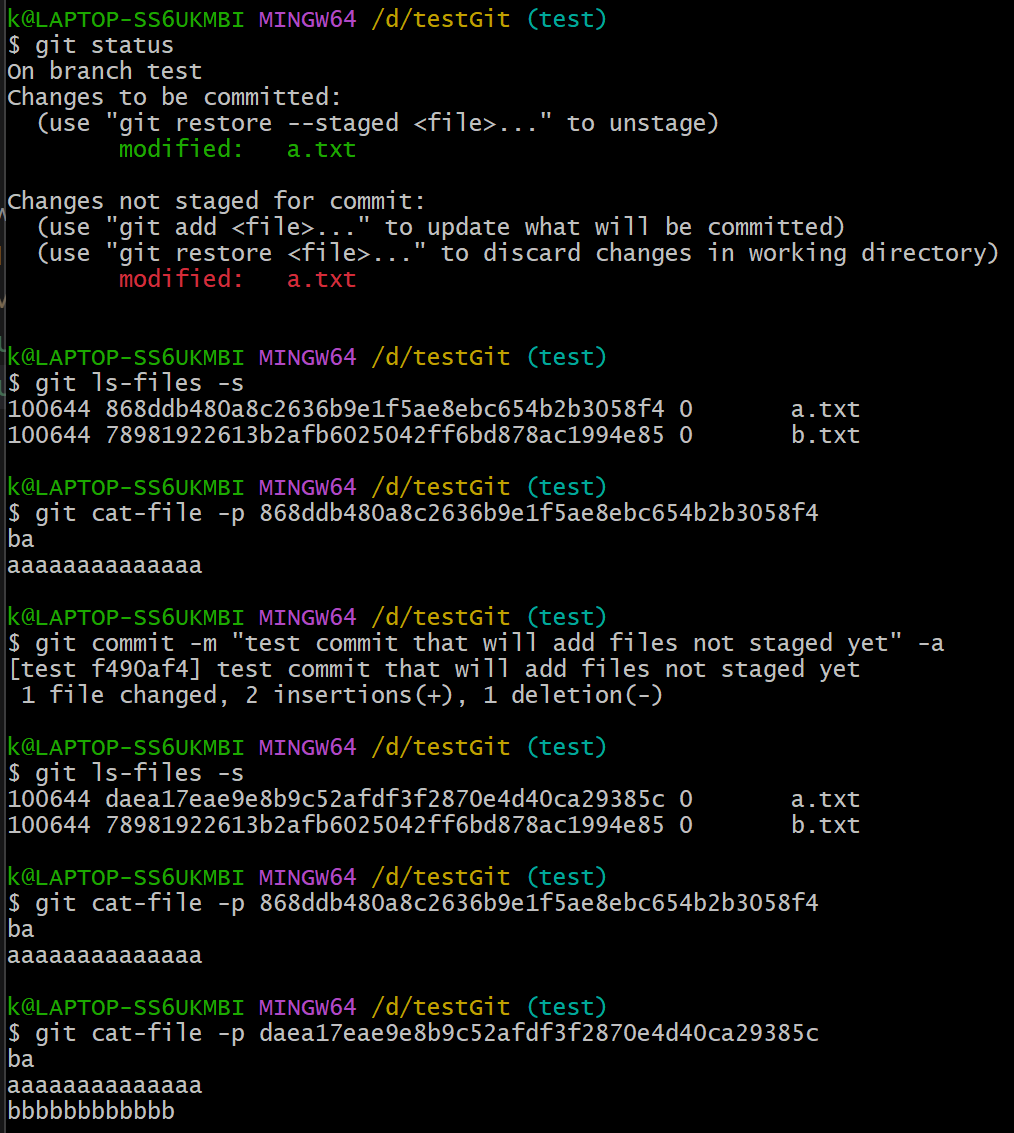 k@LAPTOP-SS6UKMBI MINGW64 /d/testGit (test)
$ git status
On branch test
Changes to be committed:
  (use "git restore --staged <file>..." to unstage)
        modified:   a.txt

Changes not staged for commit:
  (use "git add <file>..." to update what will be committed)
  (use "git restore <file>..." to discard changes in working directory)
        modified:   a.txt

k@LAPTOP-SS6UKMBI MINGW64 /d/testGit (test)
$ git ls-files -s
100644 868ddb480a8c2636b9e1f5ae8ebc654b2b3058f4 0       a.txt
100644 78981922613b2afb6025042ff6bd878ac1994e85 0       b.txt

k@LAPTOP-SS6UKMBI MINGW64 /d/testGit (test)
$ git cat-file -p 868ddb480a8c2636b9e1f5ae8ebc654b2b3058f4
ba
aaaaaaaaaaaaaa

k@LAPTOP-SS6UKMBI MINGW64 /d/testGit (test)
$ git commit -m "test commit that will add files not staged yet" -a
[test f490af4] test commit that will add files not staged yet
 1 file changed, 2 insertions(+), 1 deletion(-)

k@LAPTOP-SS6UKMBI MINGW64 /d/testGit (test)
$ git ls-files -s
100644 daea17eae9e8b9c52afdf3f2870e4d40ca29385c 0       a.txt
100644 78981922613b2afb6025042ff6bd878ac1994e85 0       b.txt

k@LAPTOP-SS6UKMBI MINGW64 /d/testGit (test)
$ git cat-file -p 868ddb480a8c2636b9e1f5ae8ebc654b2b3058f4
ba
aaaaaaaaaaaaaa

k@LAPTOP-SS6UKMBI MINGW64 /d/testGit (test)
$ git cat-file -p daea17eae9e8b9c52afdf3f2870e4d40ca29385c
ba
aaaaaaaaaaaaaa
bbbbbbbbbbbb